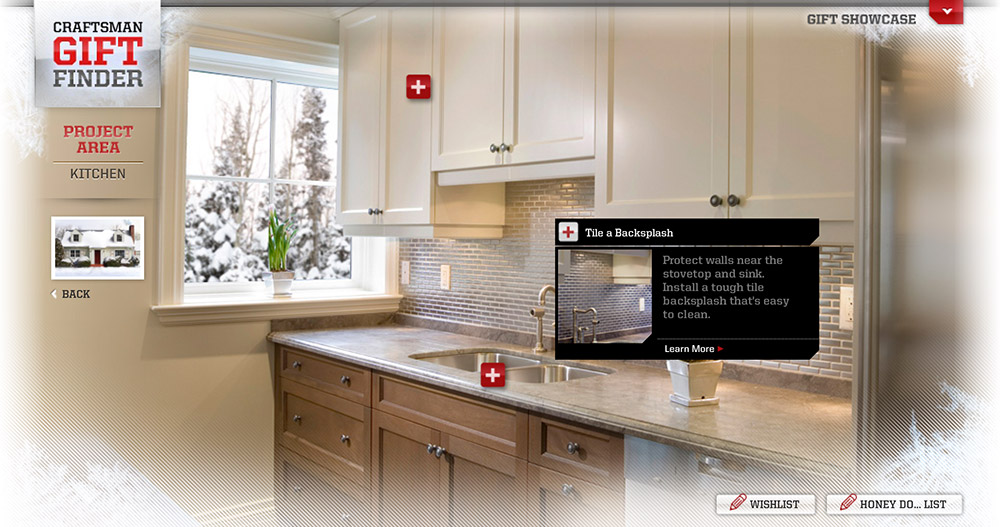 CRAFTSMAN
GIFT
FINDER
GIFT SHOWCASE
PROJECT
AREA
KITCHEN
BACK
Tile a Backsplash
Protect walls near the
stovetop and sink.
Install a tough tile
backsplash that's easy
to clean.
Learn More
WISHLIST
HONEY DO... LIST